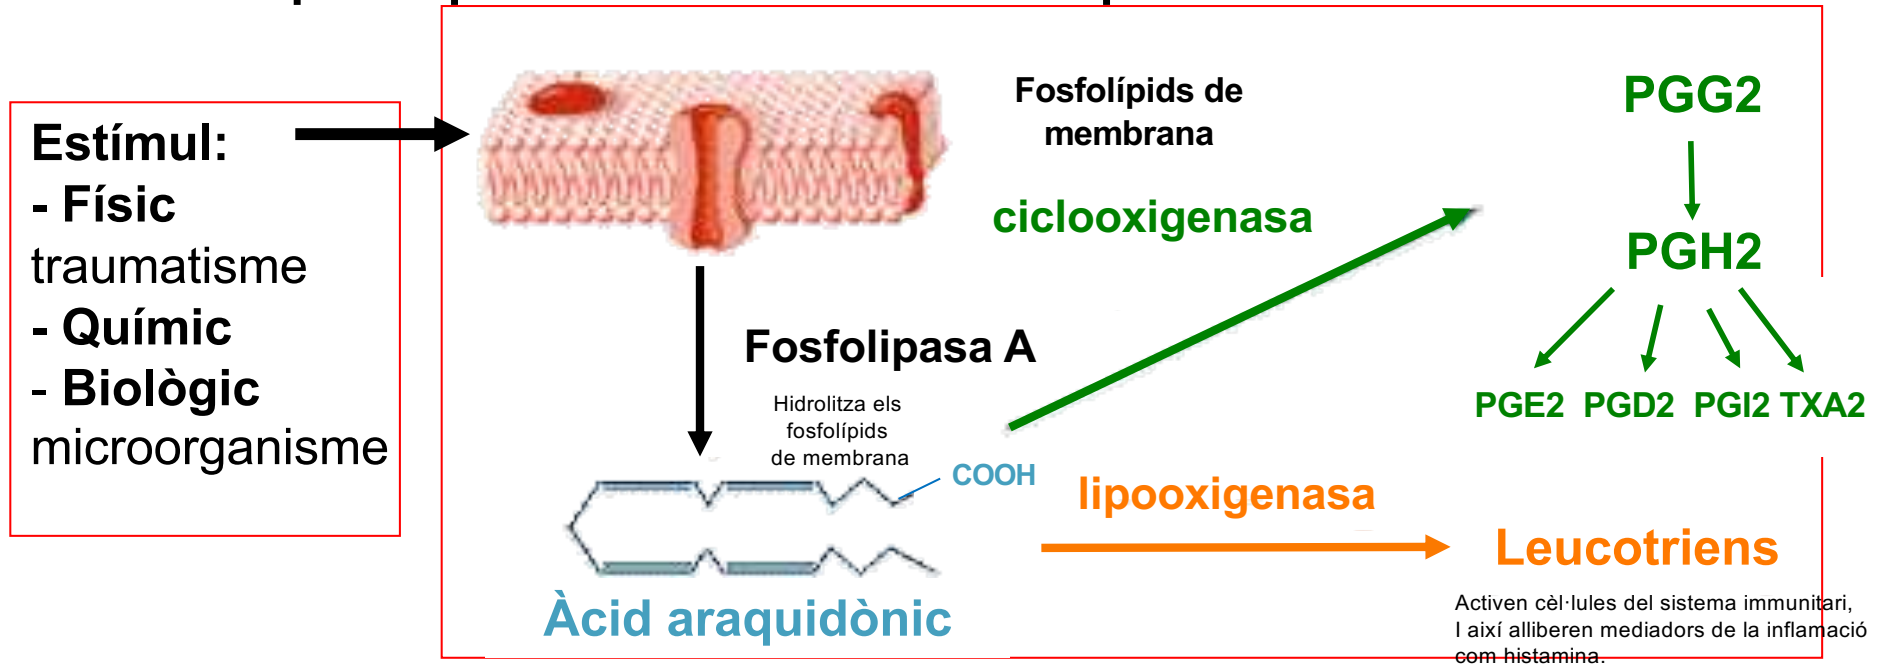 Estímul:
- Físic
traumatisme
- Químic
- Biològic
microorganisme
Fosfolípids de
membrana
ciclooxigenasa
PGG2
PGH2
PGE2 PGD2 PGI2 TXA2
Fosfolipasa A
Hidrolitza els
fosfolípids
de membrana
COOH
lipooxigenasa
Leucotriens
Àcid araquidònic
Activen cèl·lules del sistema immunitari,
I així alliberen mediadors de la inflamació
com histamina.